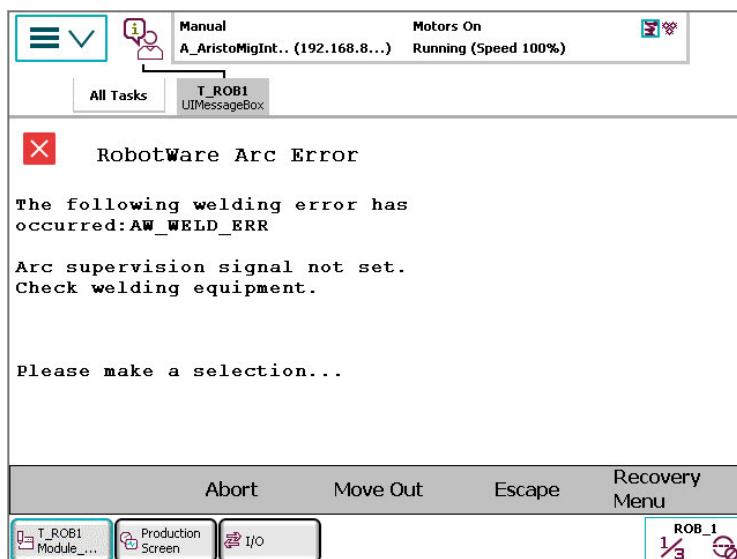 Manual
Motors On
A_AristoMigInt.. (192.168.8...)
Running (Speed 100%)
All Tasks
T_ROB1
UIMessageBox
RobotWare Arc Error
The following welding error has
occurred:AW_WELD_ERR
Arc supervision signal not set.
Check welding equipment.
Please make a selection...
Abort
Move Out
Escape
Recovery
Menu
T_ROB1
Module_...
Production
Screen
I/O
ROB_1
1/3